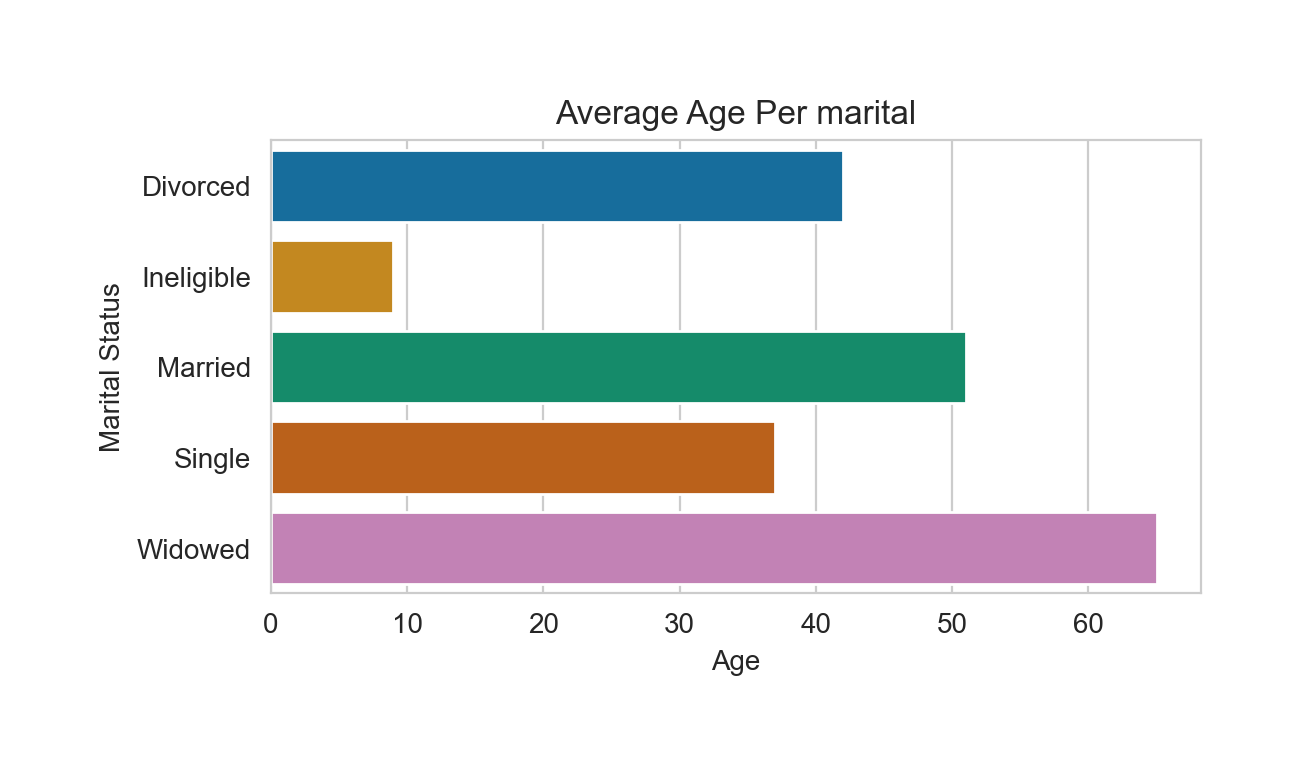 Average Age Per marital
Marital Status
Divorced
Ineligible
Married
Single
Widowed
0 10 20 30 40 50 60
Age